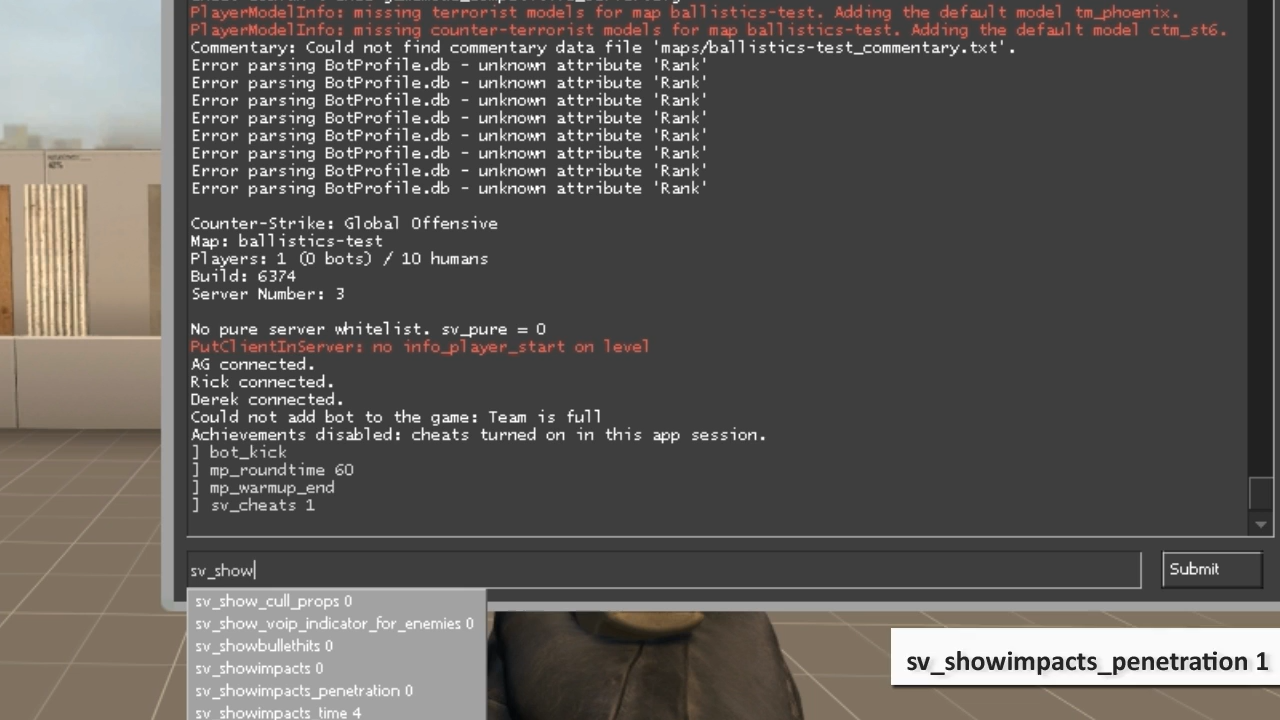 PlayerModelInfo: missing terrorist models for map ballistics-test. Adding the default model tm_phoenix.
PlayerModelInfo: missing counter-terrorist models for map ballistics-test. Adding the default model ctm_st6.
Commentary: Could not find commentary data file 'maps/ballistics-test_commentary.txt'.
Error parsing BotProfile.db - unknown attribute 'Rank'
Error parsing BotProfile.db - unknown attribute 'Rank'
Error parsing BotProfile.db - unknown attribute 'Rank'
Error parsing BotProfile.db - unknown attribute 'Rank'
Error parsing BotProfile.db - unknown attribute 'Rank'
Error parsing BotProfile.db - unknown attribute 'Rank'
Error parsing BotProfile.db - unknown attribute 'Rank'
Error parsing BotProfile.db - unknown attribute 'Rank'
Counter-Strike: Global Offensive
Map: ballistics-test
Players: 1 (0 bots) / 10 humans
Build: 6374
Server Number: 3
No pure server whitelist. sv_pure = 0
PutClientInServer: no info_player_start on level
AG connected.
Rick connected.
Derek connected.
Could not add bot to the game: Team is full
Achievements disabled: cheats turned on in this app session.
] bot_kick
] mp_roundtime 60
] mp_warmup_end
] sv_cheats 1
sv_show
Submit
sv_show_cull_props 0
sv_show_voip_indicator_for_enemies 0
sv_showbullethits 0
sv_showimpacts 0
sv_showimpacts_penetration 0
sv_showimpacts_time 4
sv_showimpacts_penetration 1